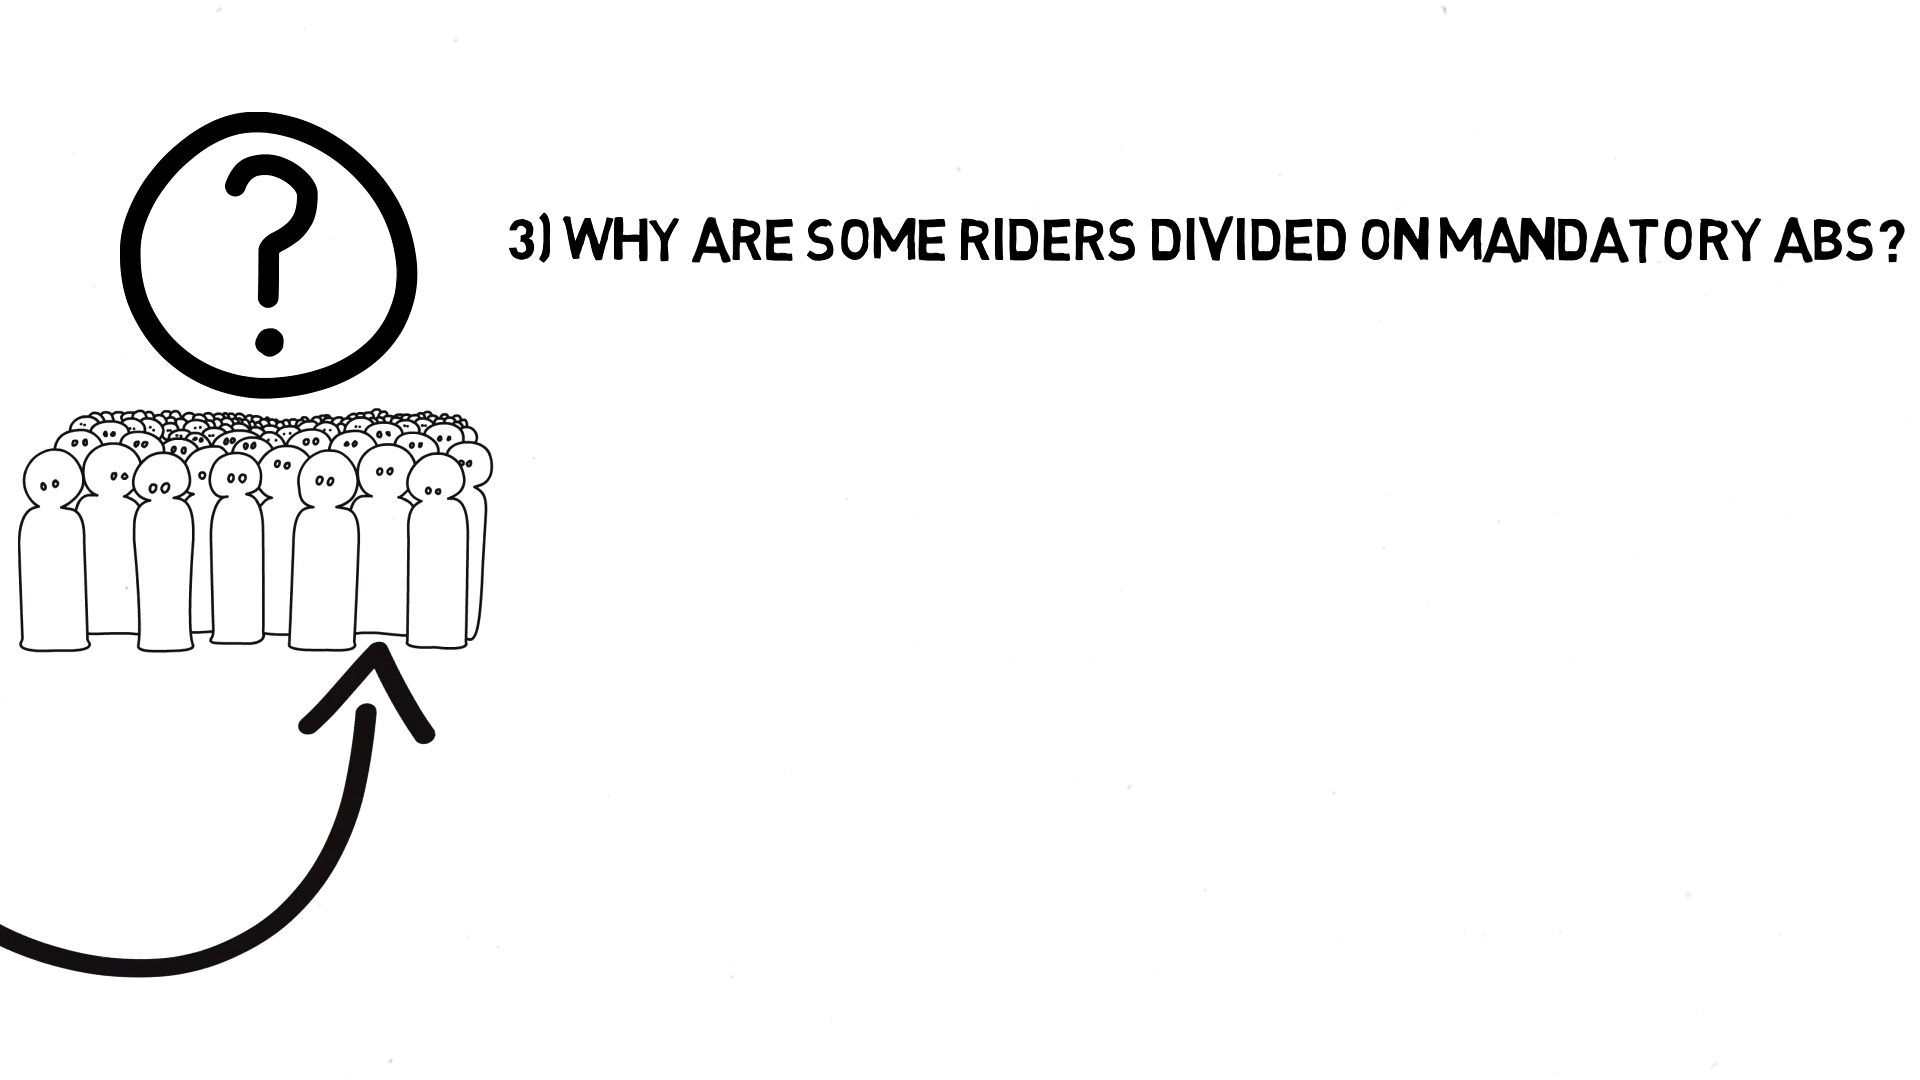 ?
3) WHY ARE SOME RIDERS DIVIDED ON MANDATORY ABS?